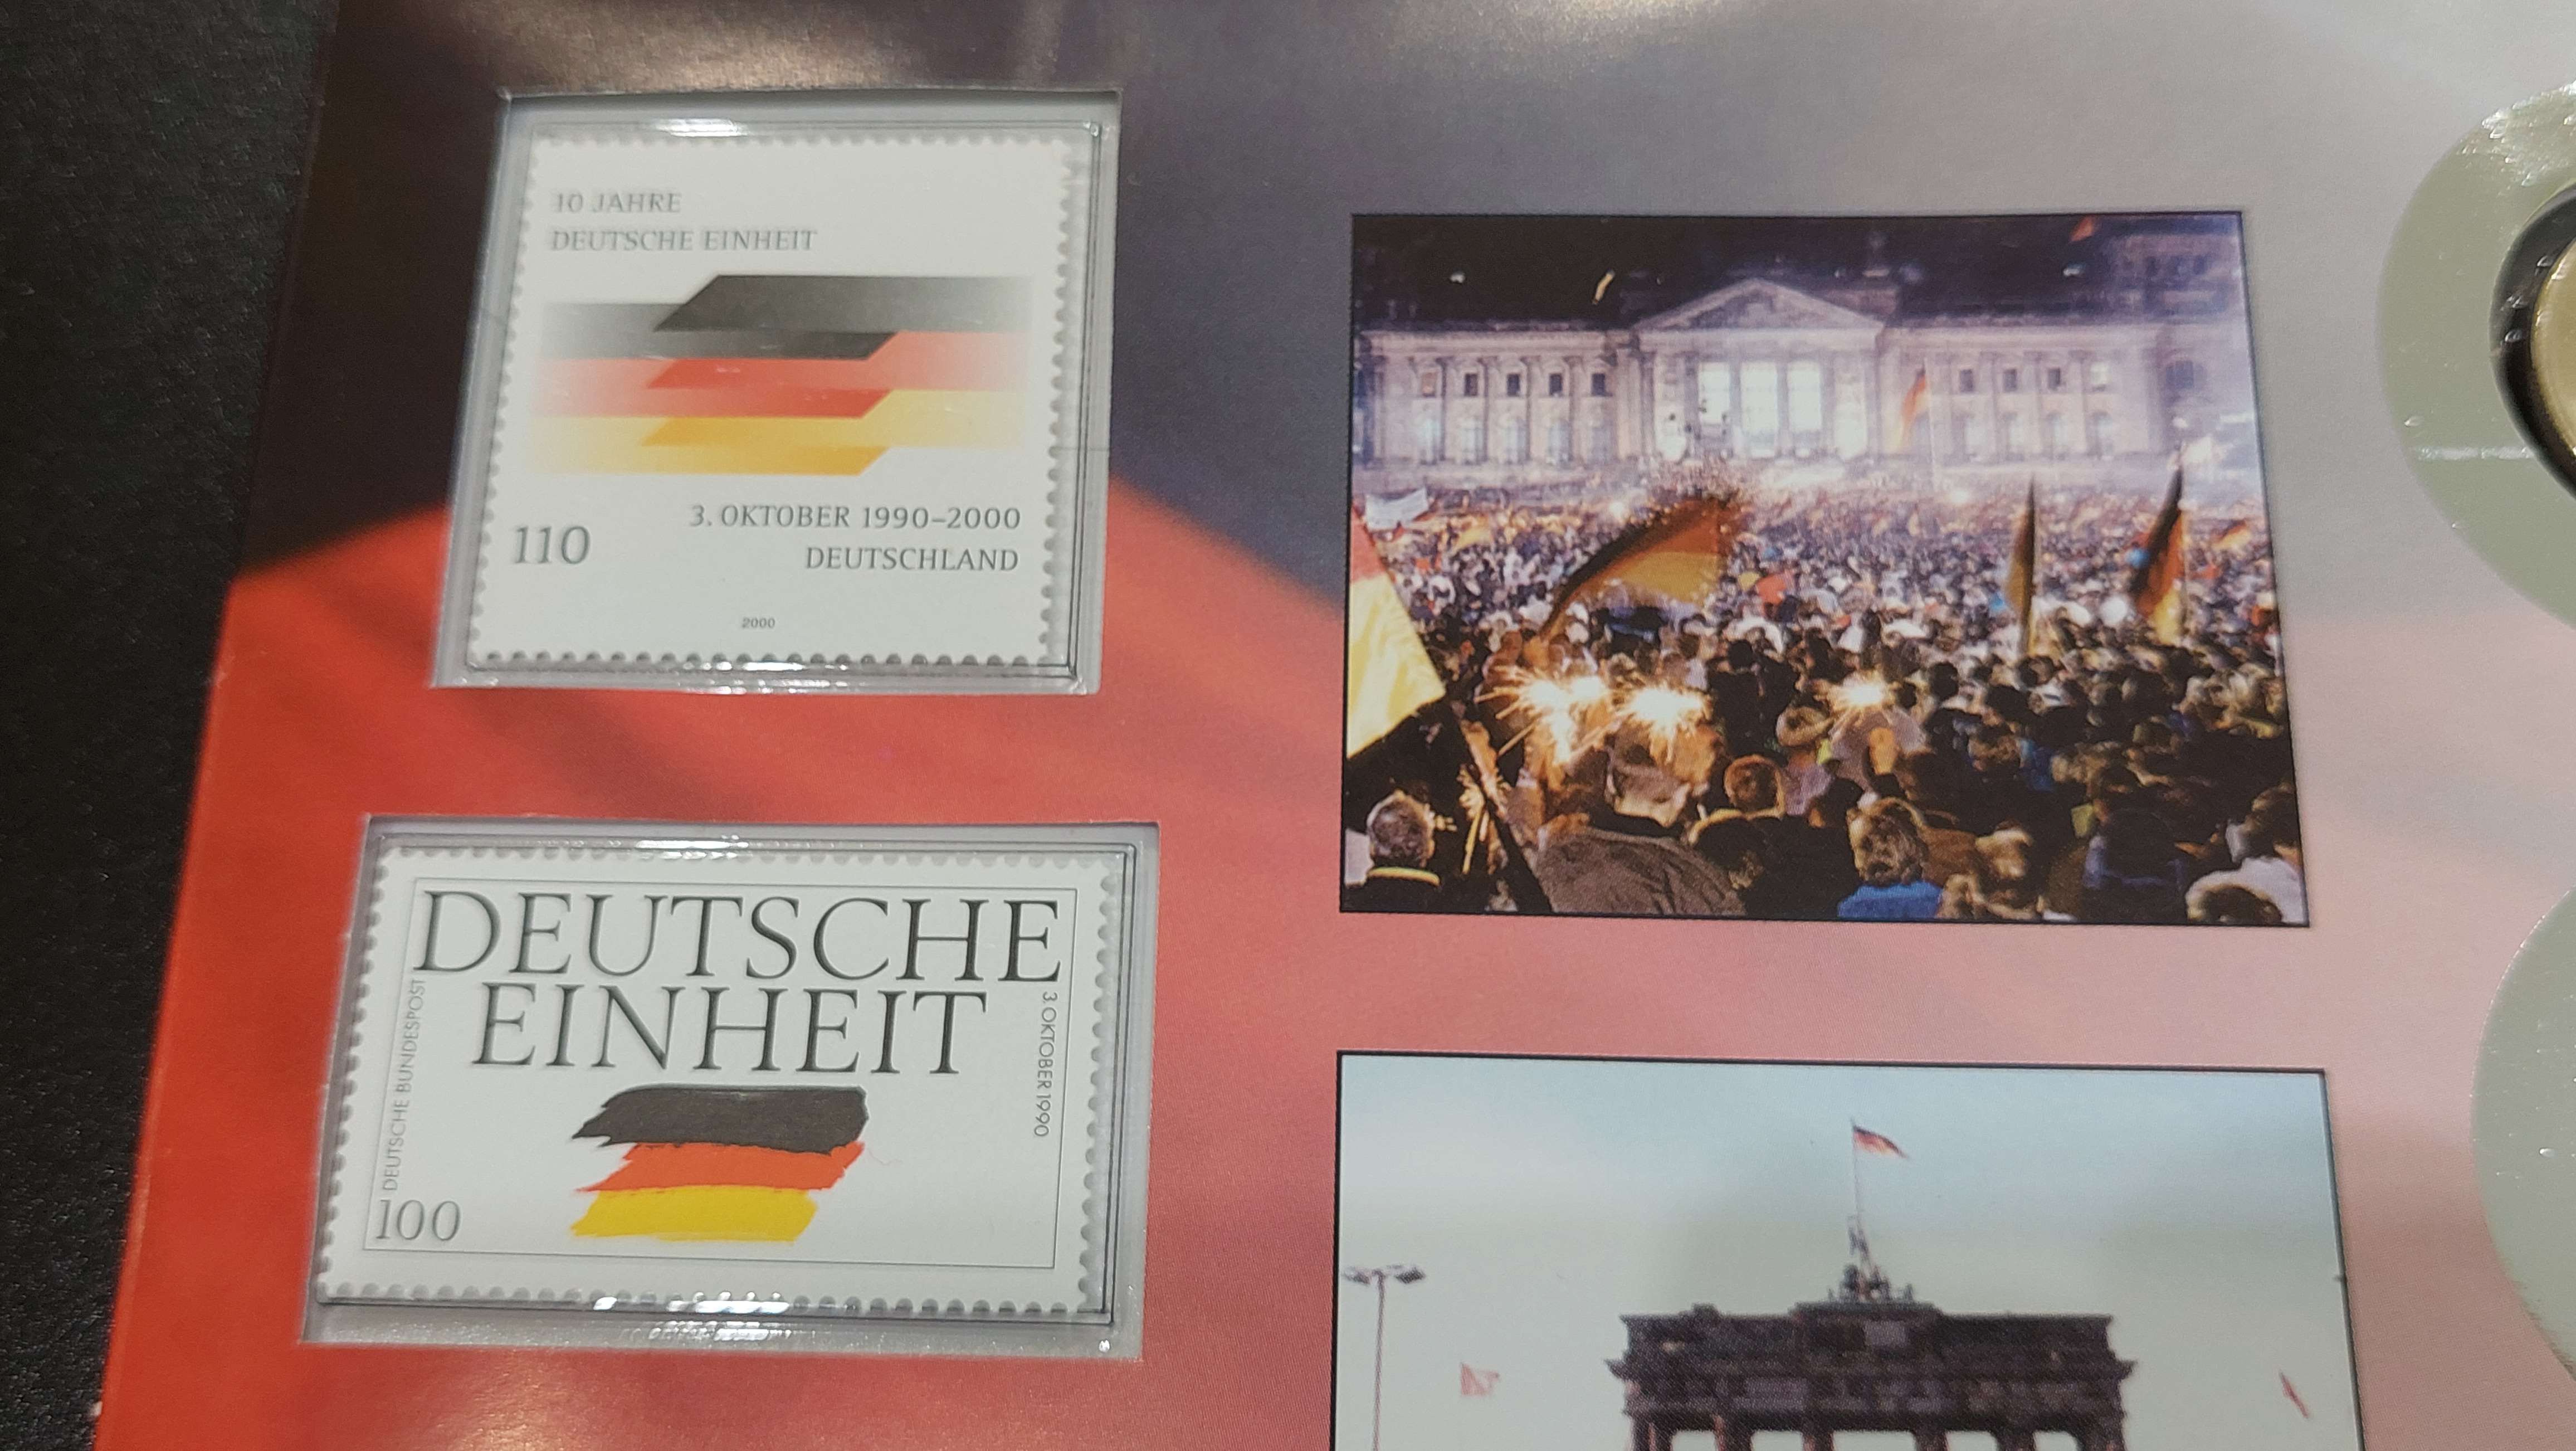 10 JAHRE
DEUTSCHE EINHEIT
3. OKTOBER 1990–2000
110
DEUTSCHLAND
2000
DEUTSCHE
EINHEIT
DEUTSCHE BUNDESPOST
3. OKTOBER 1990
100